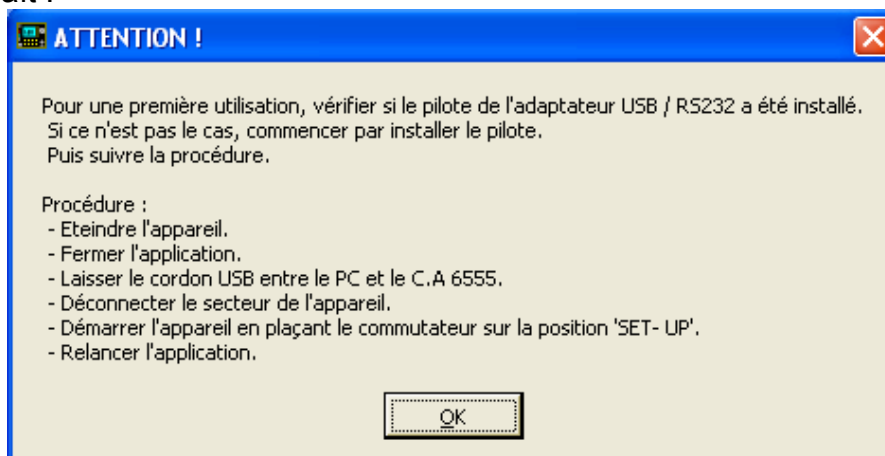 ATTENTION !
Pour une première utilisation, vérifier si le pilote de l'adaptateur USB / RS232 a été installé.
Si ce n'est pas le cas, commencer par installer le pilote.
Puis suivre la procédure.
Procédure :
- Eteindre l'appareil.
- Fermer l'application.
- Laisser le cordon USB entre le PC et le C.A 6555.
- Déconnecter le secteur de l'appareil.
- Démarrer l'appareil en plaçant le commutateur sur la position 'SET- UP'.
- Relancer l'application.
OK